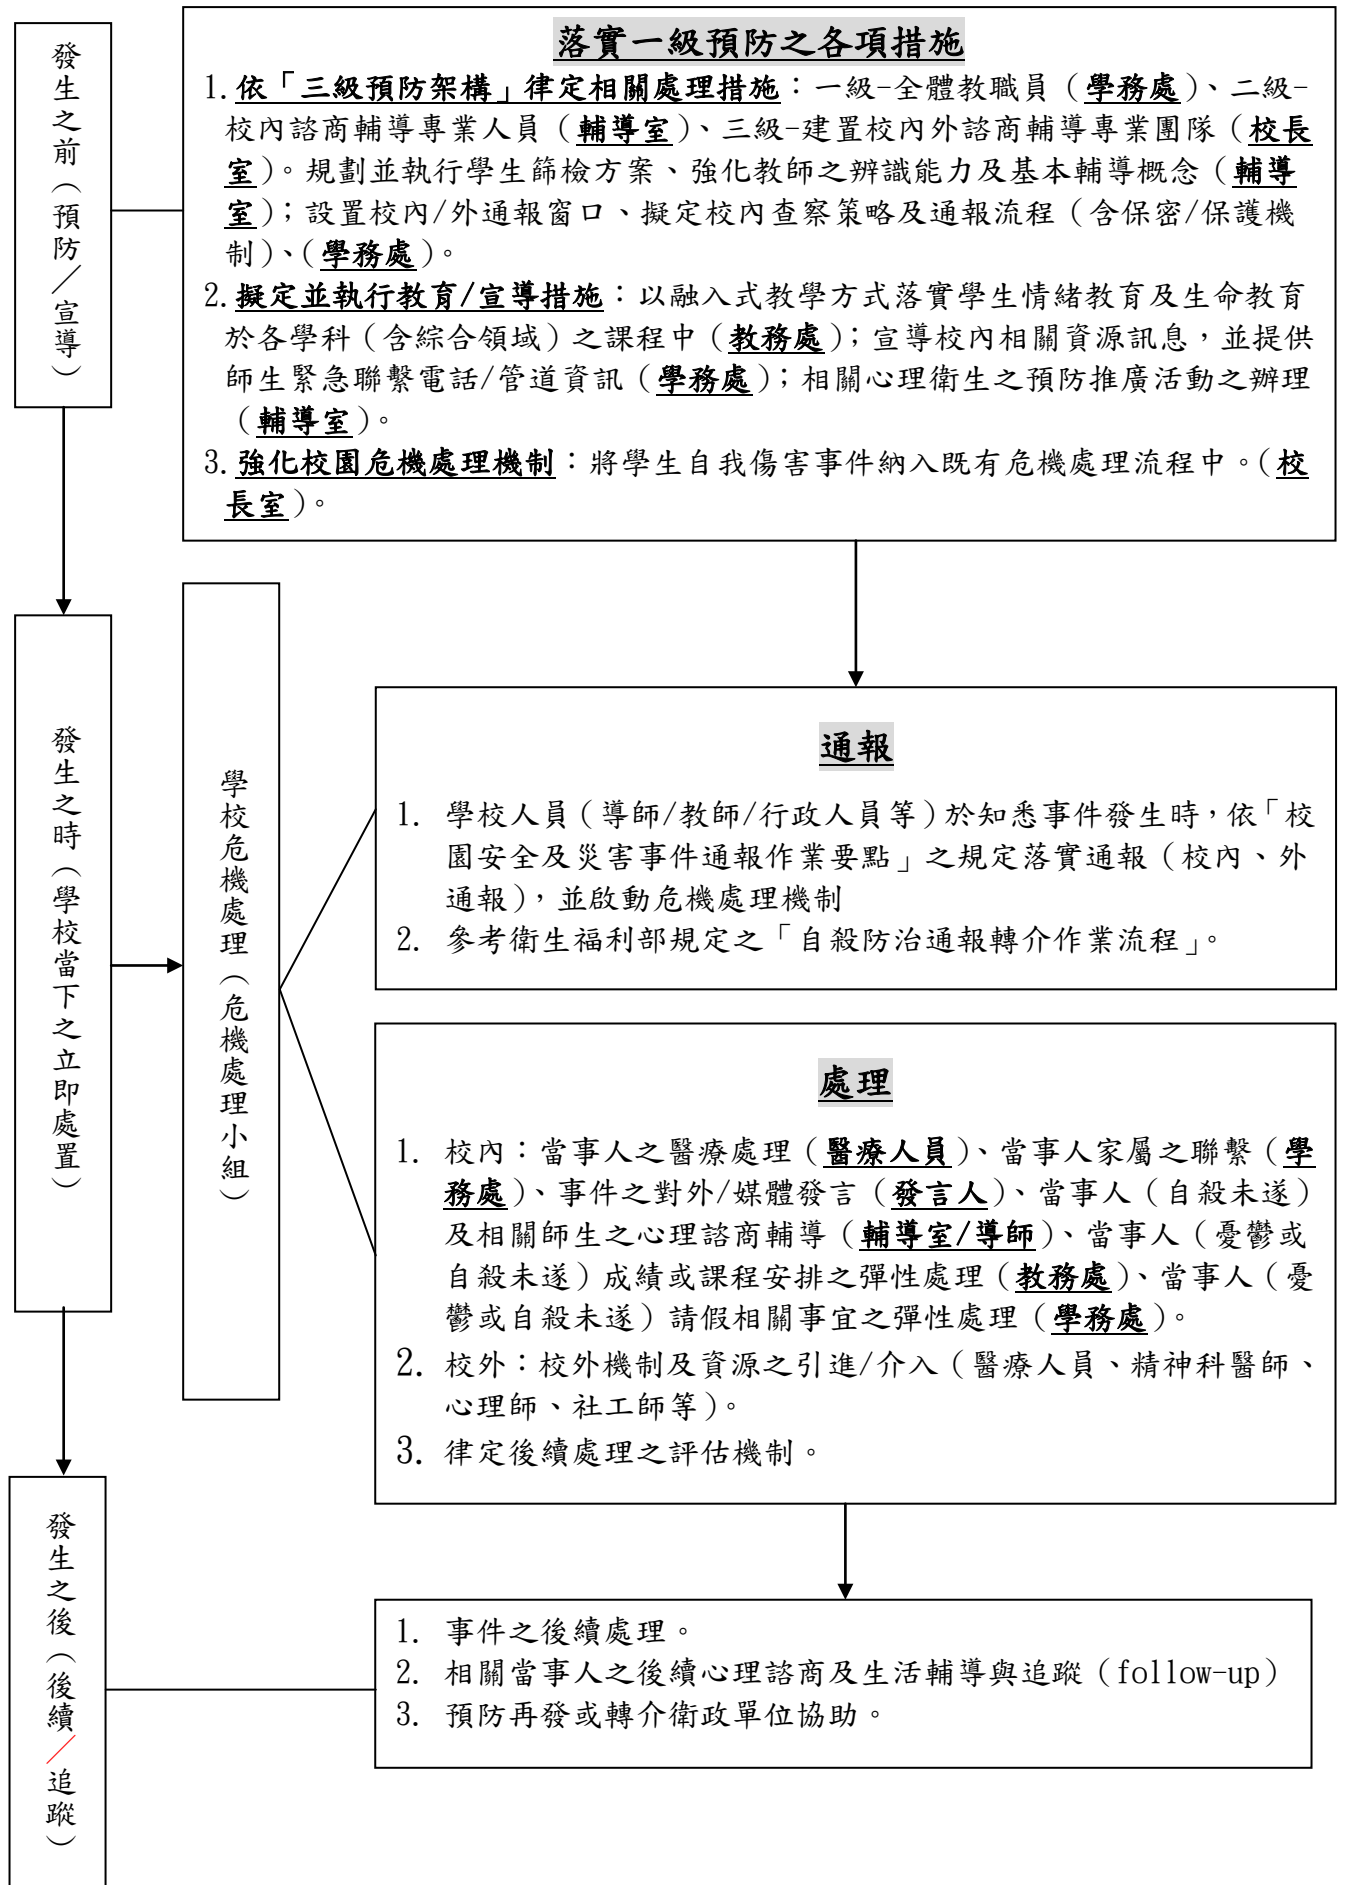 發生之前（預防／宣導）
落實一級預防之各項措施
1.依「三級預防架構」律定相關處理措施：一級-全體教職員（學務處）、二級-
校內諮商輔導專業人員（輔導室）、三級-建置校內外諮商輔導專業團隊（校長
室）。規劃並執行學生篩檢方案、強化教師之辨識能力及基本輔導概念（輔導
室）；設置校內/外通報窗口、擬定校內查察策略及通報流程（含保密/保護機
制）、（學務處）。
2.擬定並執行教育/宣導措施：以融入式教學方式落實學生情緒教育及生命教育
於各學科（含綜合領域）之課程中（教務處）；宣導校內相關資源訊息，並提供
師生緊急聯繫電話/管道資訊（學務處）；相關心理衛生之預防推廣活動之辦理
（輔導室）。
3.強化校園危機處理機制：將學生自我傷害事件納入既有危機處理流程中。（校
長室）。
發生之時（學校當下之立即處置）
學校危機處理（危機處理小組）
通報
1. 學校人員（導師/教師/行政人員等）於知悉事件發生時，依「校
園安全及災害事件通報作業要點」之規定落實通報（校內、外
通報），並啟動危機處理機制
2. 參考衛生福利部規定之「自殺防治通報轉介作業流程」。
處理
1. 校內：當事人之醫療處理（醫療人員）、當事人家屬之聯繫（學
務處）、事件之對外/媒體發言（發言人）、當事人（自殺未遂）
及相關師生之心理諮商輔導（輔導室/導師）、當事人（憂鬱或
自殺未遂）成績或課程安排之彈性處理（教務處）、當事人（憂
鬱或自殺未遂）請假相關事宜之彈性處理（學務處）。
2. 校外：校外機制及資源之引進/介入（醫療人員、精神科醫師、
心理師、社工師等）。
3. 律定後續處理之評估機制。
發生之後（後續／追蹤）
1. 事件之後續處理。
2. 相關當事人之後續心理諮商及生活輔導與追蹤（follow-up）
3. 預防再發或轉介衛政單位協助。